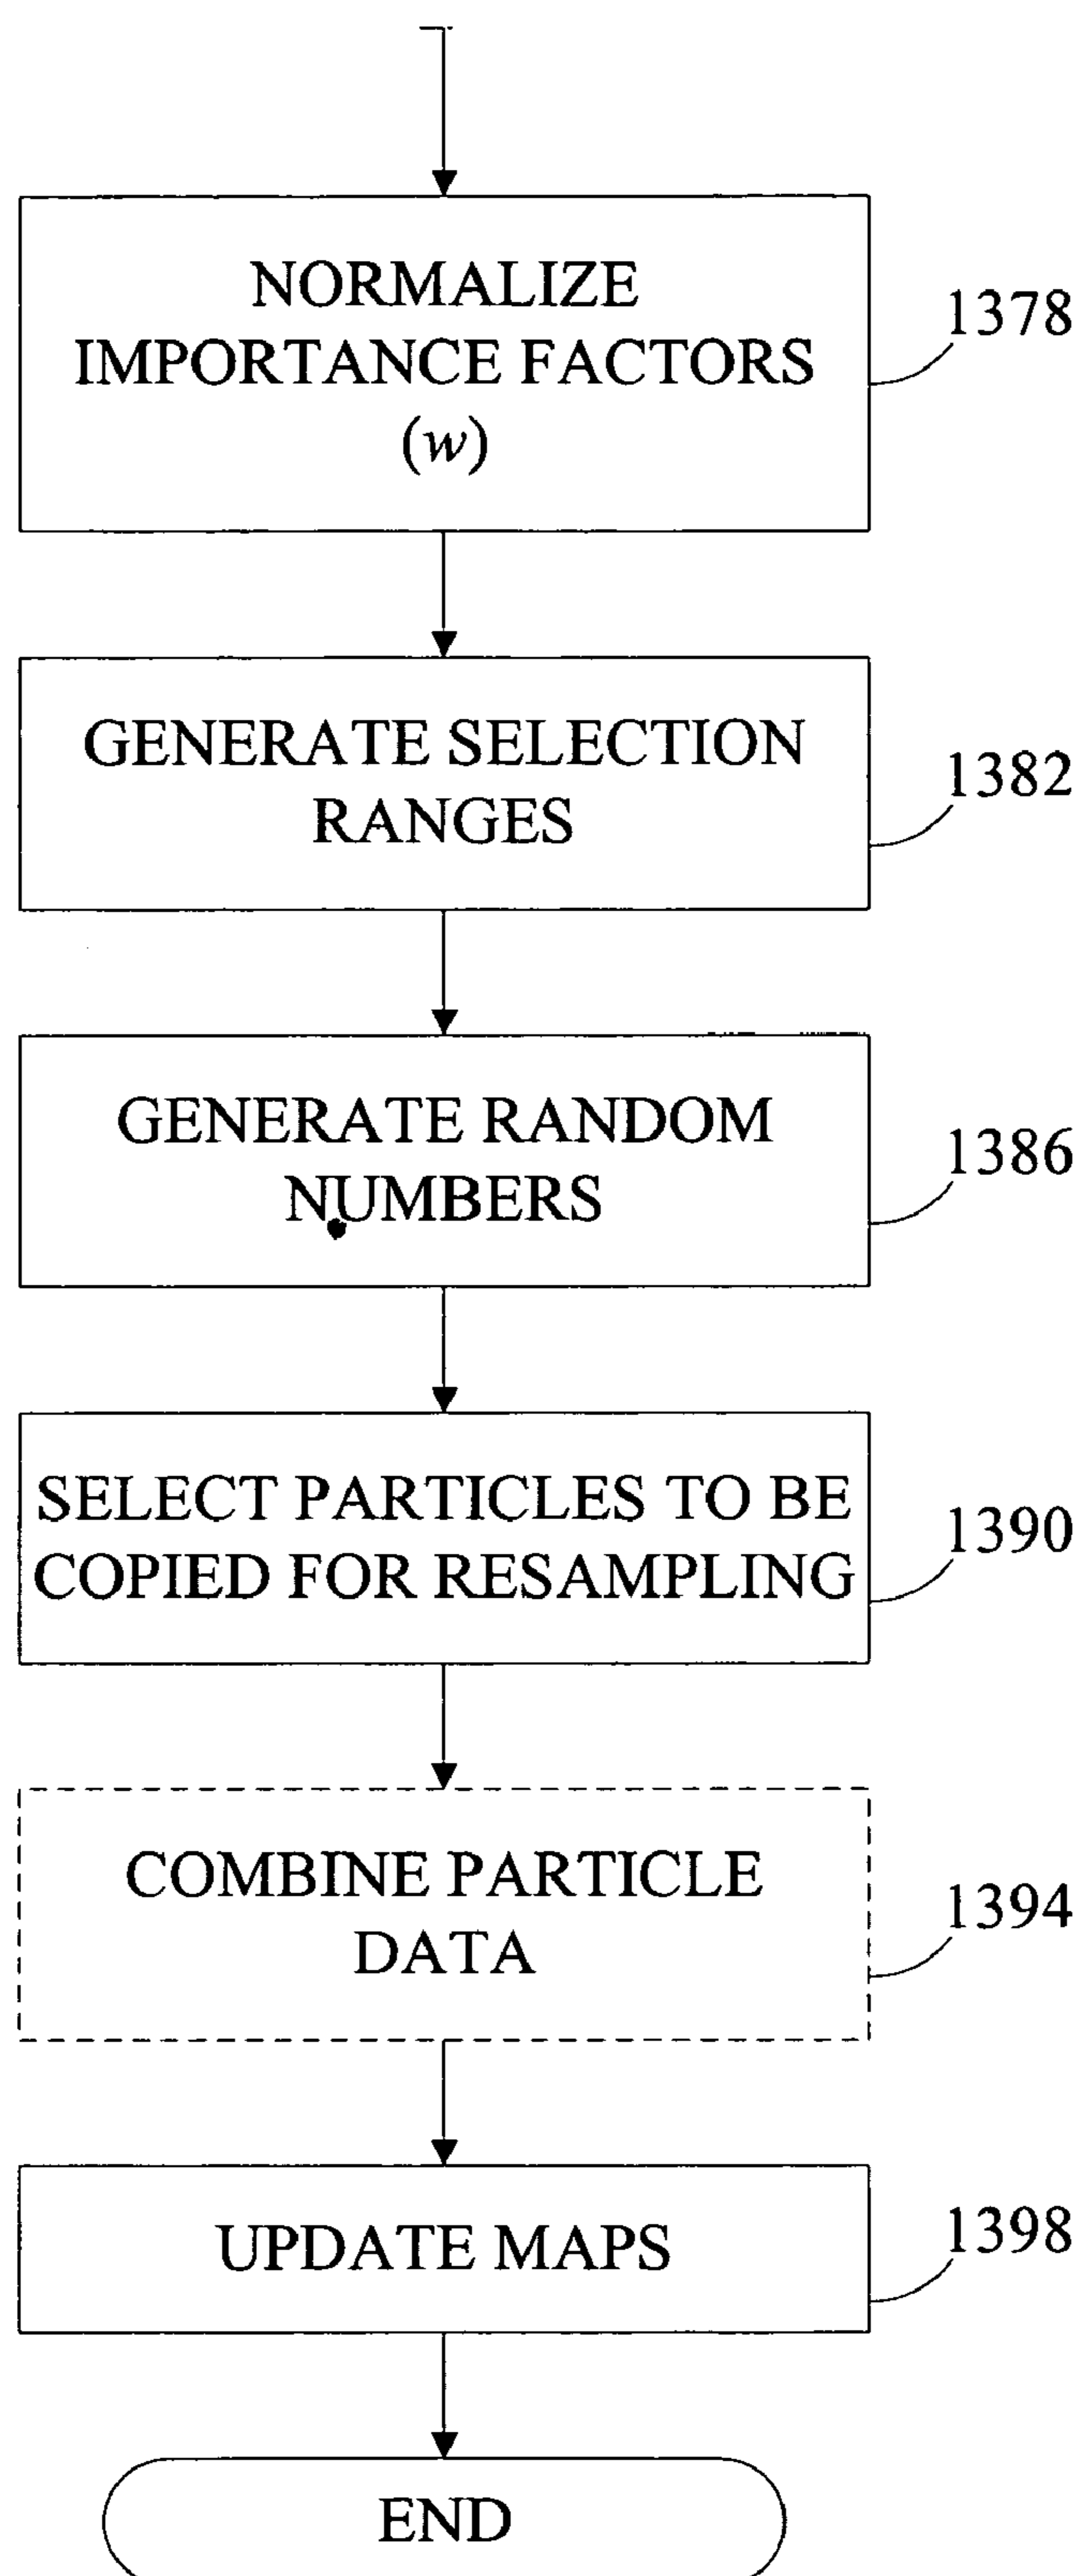 NORMALIZE
IMPORTANCE FACTORS
(w)
1378
GENERATE SELECTION
RANGES
1382
GENERATE RANDOM
NUMBERS
1386
SELECT PARTICLES TO BE
COPIED FOR RESAMPLING
1390
COMBINE PARTICLE
DATA
1394
UPDATE MAPS
1398
END